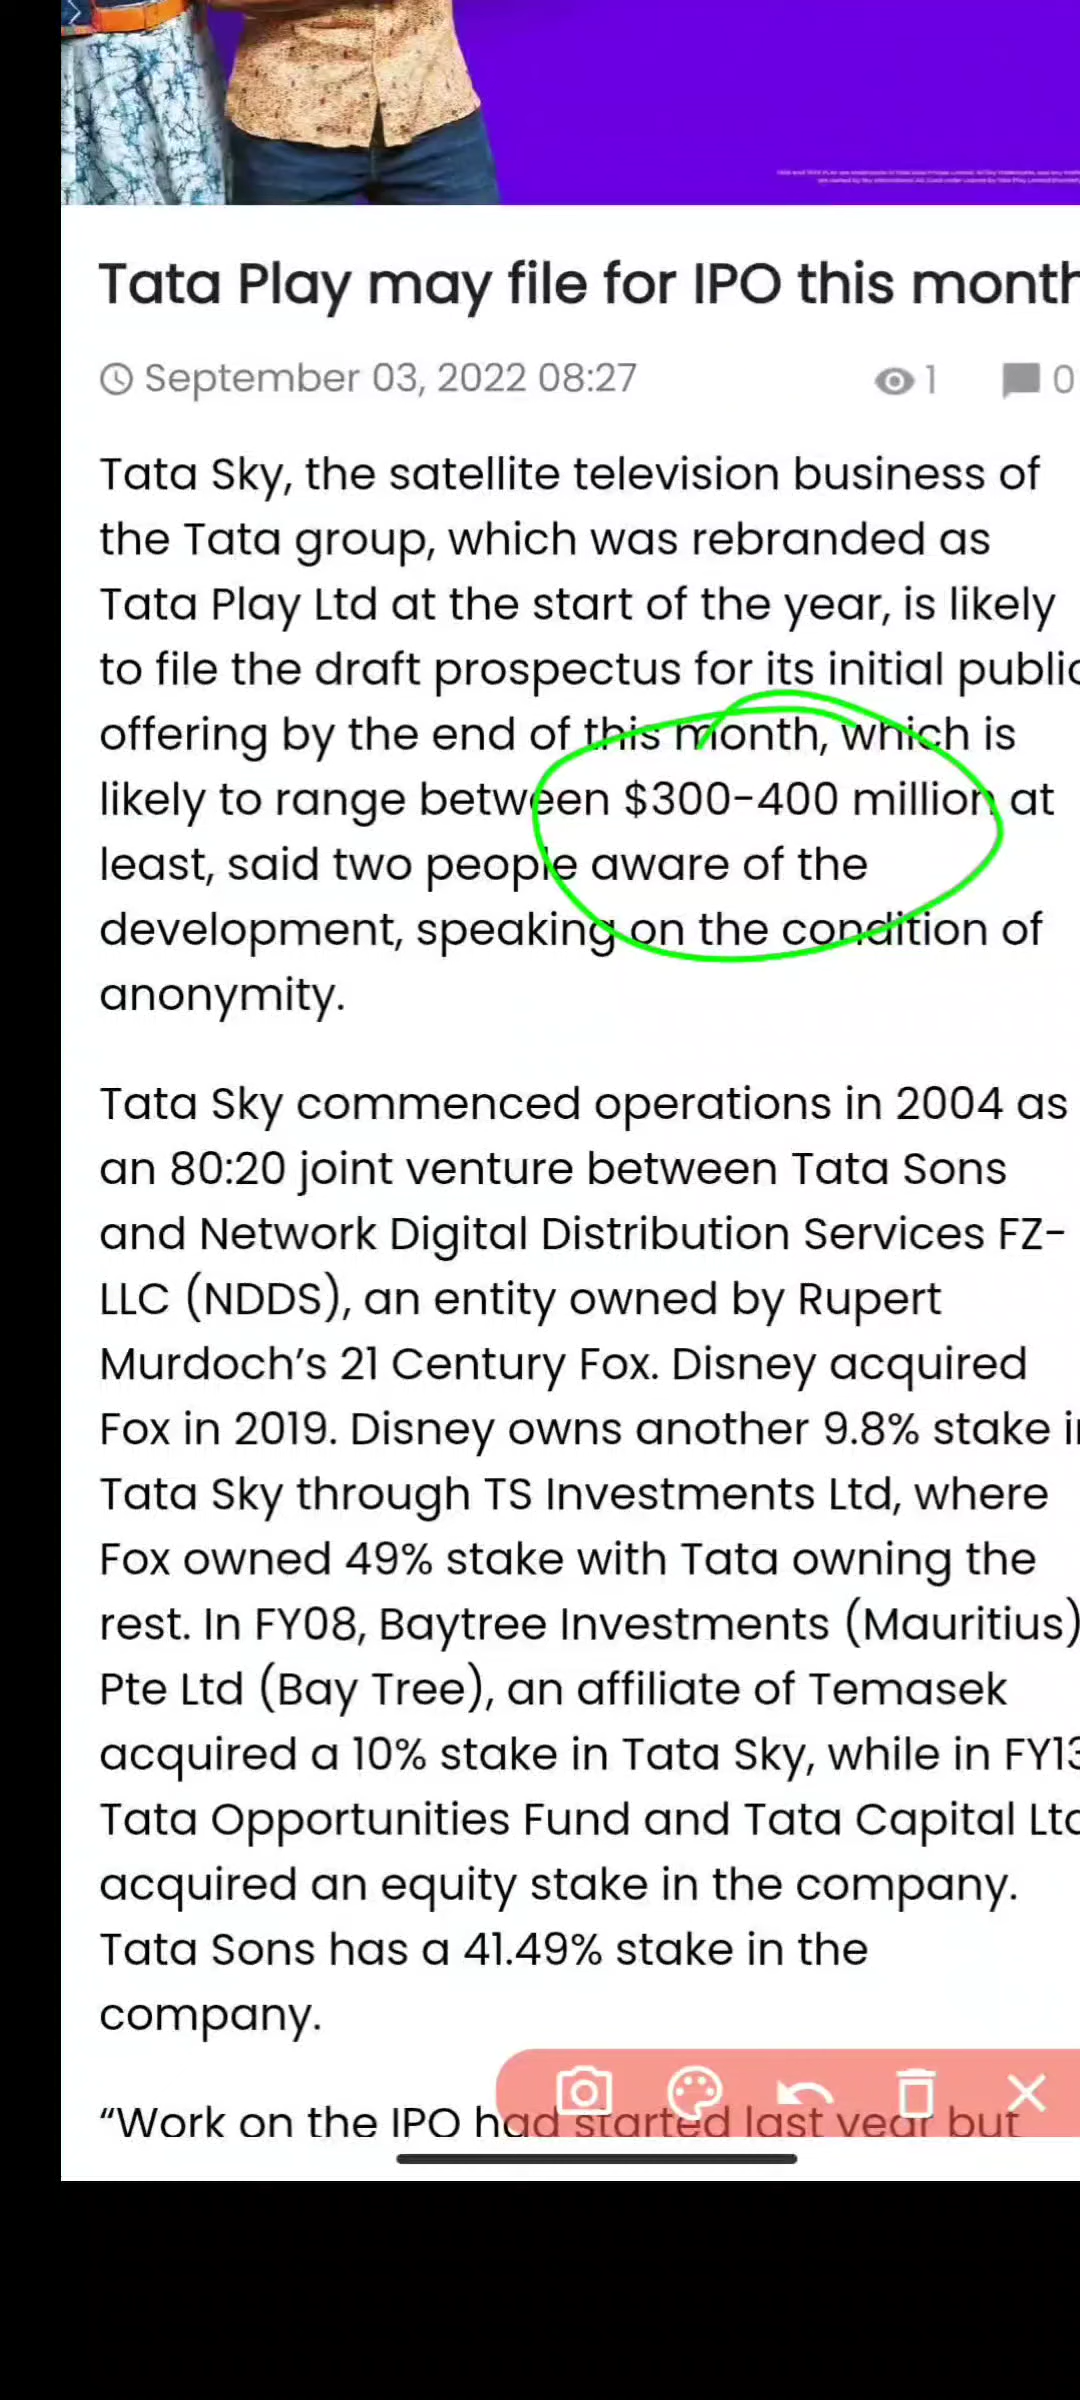 Tata Play may file for IPO this month
September 03, 2022 08:27 1 0
Tata Sky, the satellite television business of
the Tata group, which was rebranded as
Tata Play Ltd at the start of the year, is likely
to file the draft prospectus for its initial public
offering by the end of this month, which is
likely to range between $300-400 million at
least, said two people aware of the
development, speaking on the condition of
anonymity.
Tata Sky commenced operations in 2004 as
an 80:20 joint venture between Tata Sons
and Network Digital Distribution Services FZ-
LLC (NDDS), an entity owned by Rupert
Murdoch’s 21 Century Fox. Disney acquired
Fox in 2019. Disney owns another 9.8% stake in
Tata Sky through TS Investments Ltd, where
Fox owned 49% stake with Tata owning the
rest. In FY08, Baytree Investments (Mauritius)
Pte Ltd (Bay Tree), an affiliate of Temasek
acquired a 10% stake in Tata Sky, while in FY13
Tata Opportunities Fund and Tata Capital Ltd
acquired an equity stake in the company.
Tata Sons has a 41.49% stake in the
company.
“Work on the IPO had started last year but